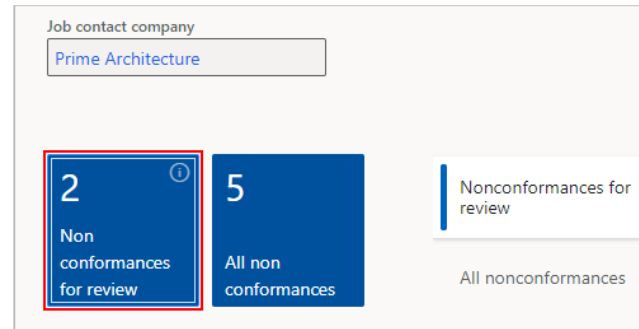 Job contact company
Prime Architecture
2
Non
conformances
for review
5
All non
conformances
Nonconformances for
review
All nonconformances